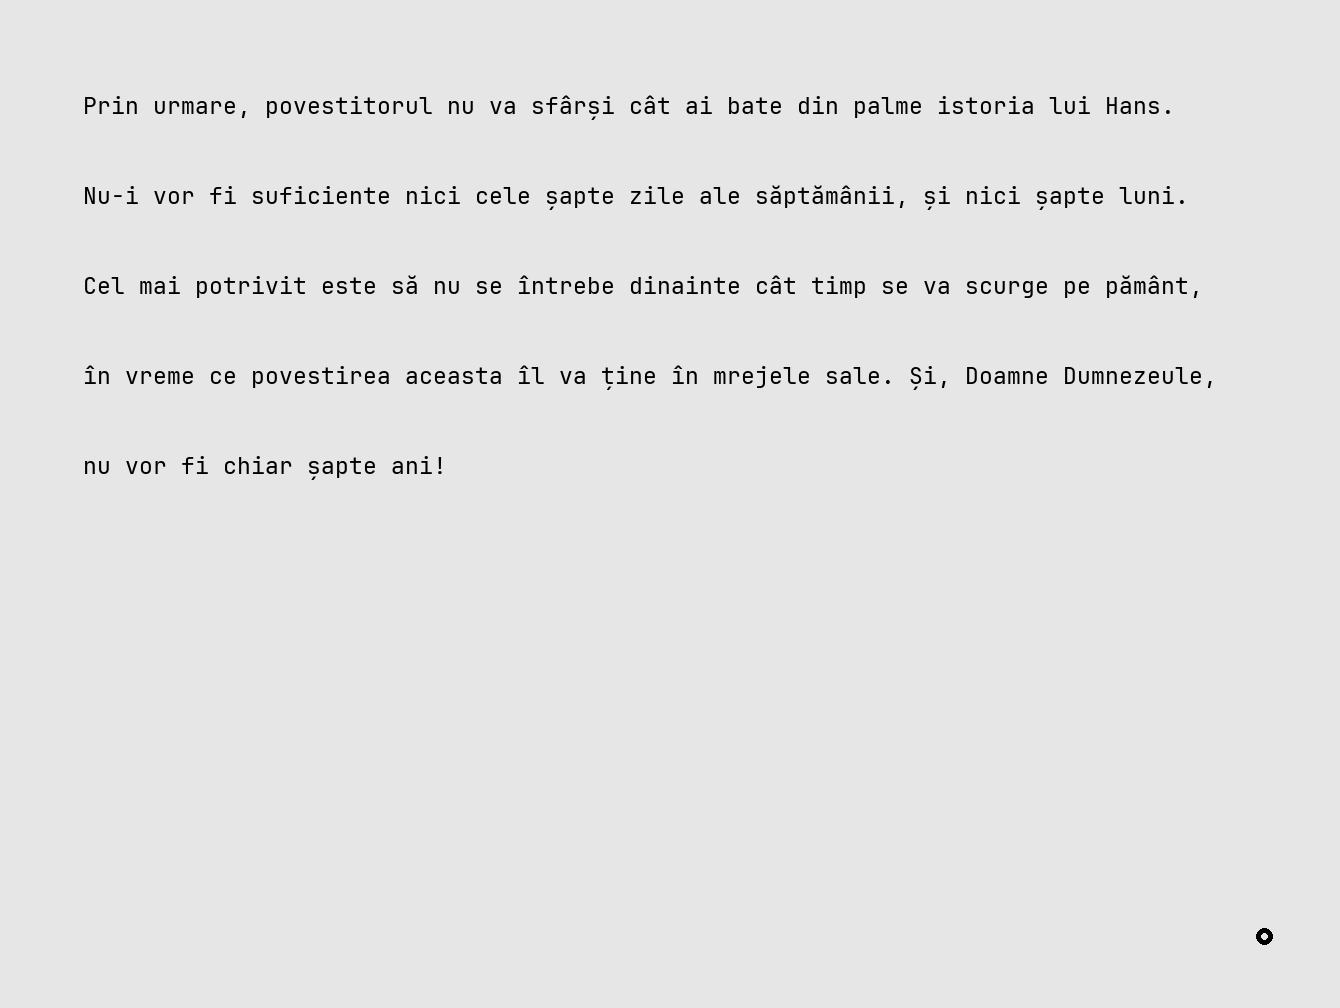 Prin urmare, povestitorul nu va sfârși cât ai bate din palme istoria lui Hans.
Nu-i vor fi suficiente nici cele șapte zile ale săptămânii, și nici șapte luni.
Cel mai potrivit este să nu se întrebe dinainte cât timp se va scurge pe pământ,
în vreme ce povestirea aceasta îl va ține în mrejele sale. Și, Doamne Dumnezeule,
nu vor fi chiar șapte ani!